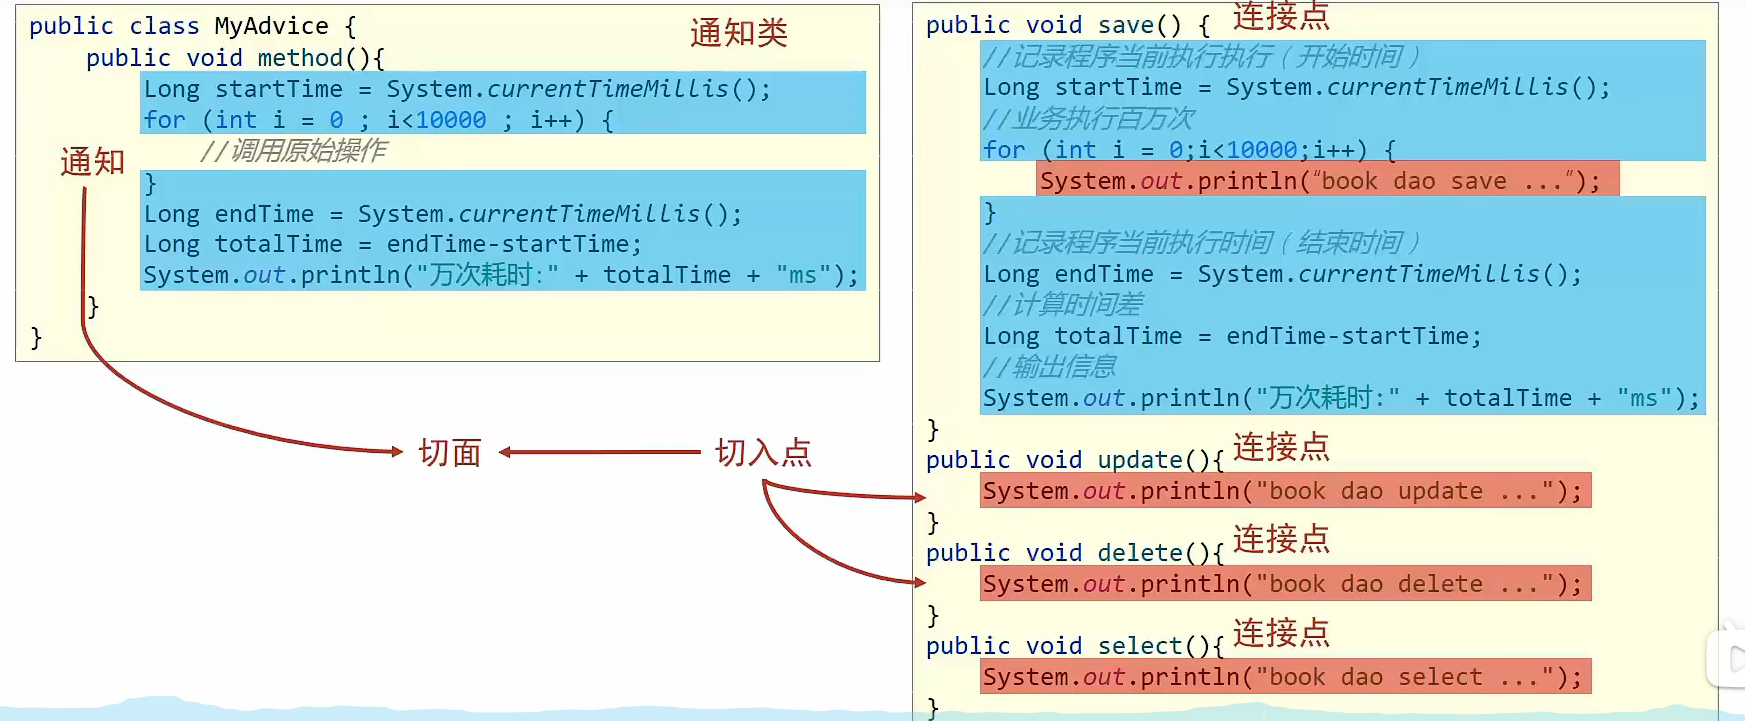 public class MyAdvice {
通知类
public void method(){
Long startTime = System.currentTimeMillis();
for (int i = 0 ; i<10000 ; i++) {
//调用原始操作
通知
}
Long endTime = System.currentTimeMillis();
Long totalTime = endTime-startTime;
System.out.println("万次耗时:" + totalTime + "ms");
}
}
切面
切入点
public void save() {
连接点
//记录程序当前执行执行（开始时间）
Long startTime = System.currentTimeMillis();
//业务执行百万次
for (int i = 0;i<10000;i++) {
System.out.println(“book dao save ...”);
}
//记录程序当前执行时间（结束时间）
Long endTime = System.currentTimeMillis();
//计算时间差
Long totalTime = endTime-startTime;
//输出信息
System.out.println("万次耗时:" + totalTime + "ms");
}
public void update(){
连接点
System.out.println("book dao update ...");
}
public void delete(){
连接点
System.out.println("book dao delete ...");
}
public void select(){
连接点
System.out.println("book dao select ...");
}